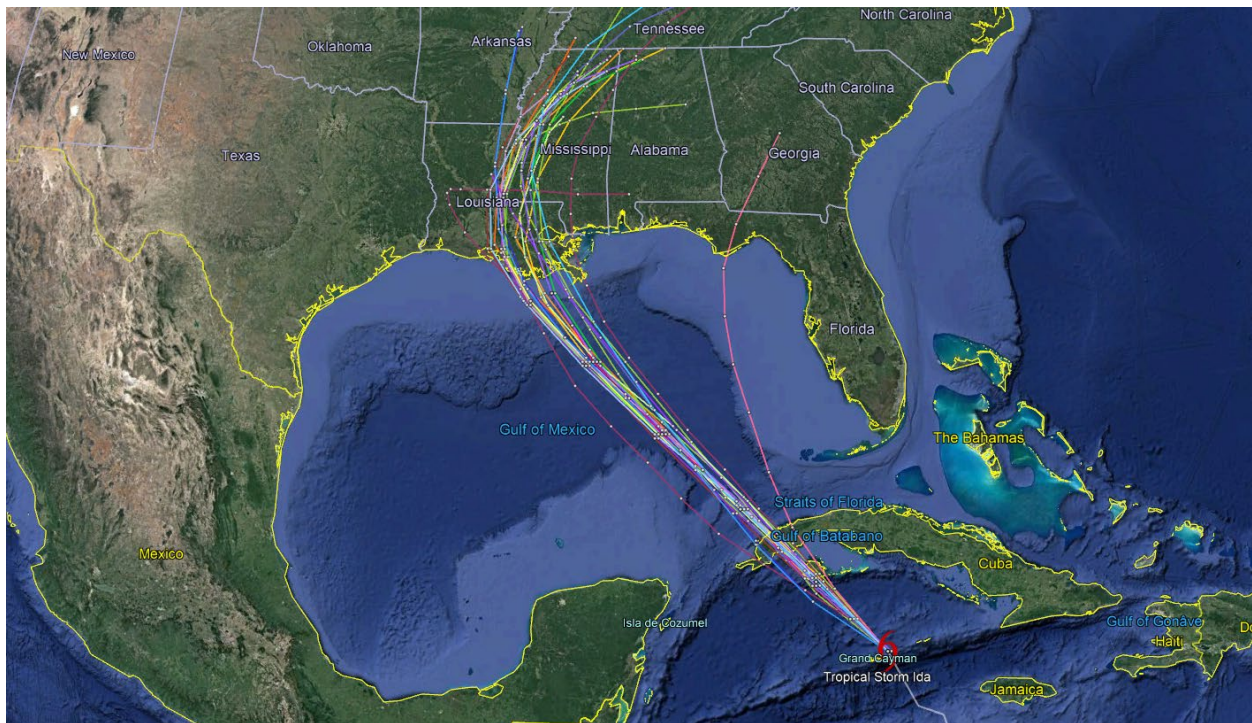 North Carolina
Oklahoma
Arkansas
Tennessee
New Mexico
South Carolina
Texas
Mississippi
Alabama
Georgia
Louisiana
Florida
Gulf of Mexico
The Bahamas
Straits of Florida
Gulf of Batabano
Mexico
Cuba
Isla de Cozumel
Gulf of Gonâve
Do
Haiti
Grand Cayman
Tropical Storm Ida
Jamaica